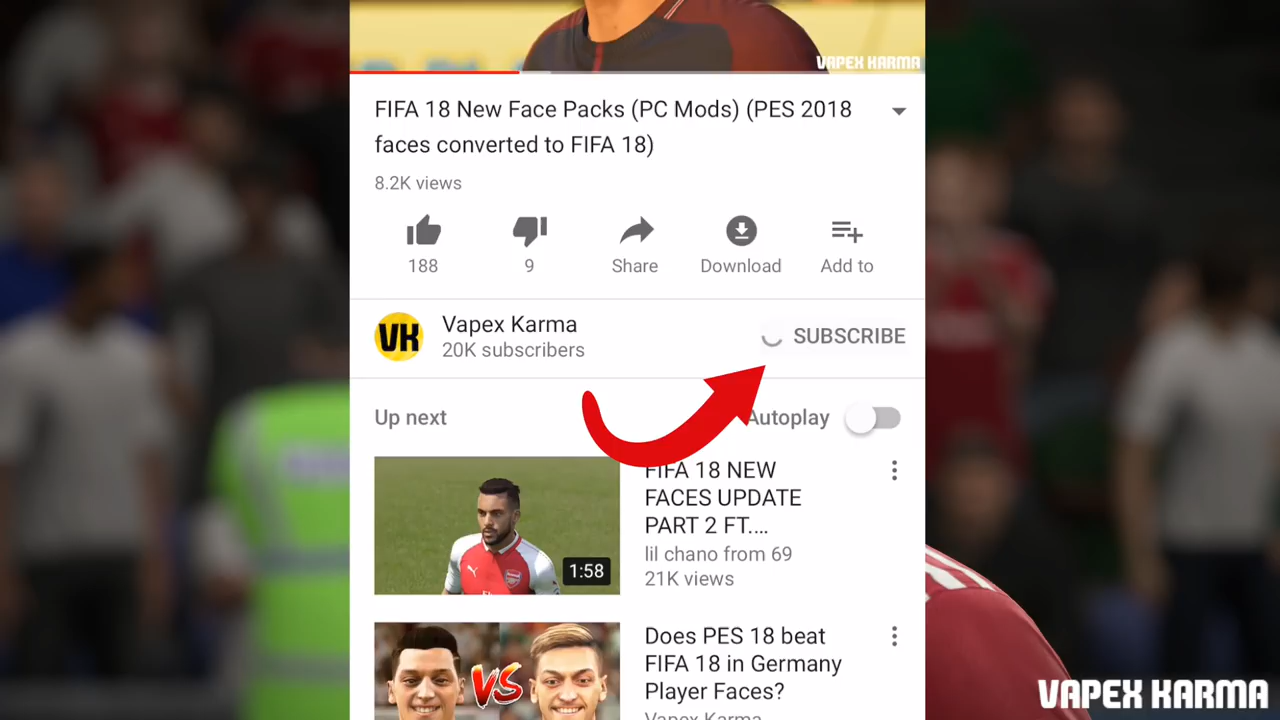 VAPEX KARMA
FIFA 18 New Face Packs (PC Mods) (PES 2018
faces converted to FIFA 18)
8.2K views
188
9
Share
Download
Add to
VK
Vapex Karma
20K subscribers
SUBSCRIBE
Up next
Autoplay
1:58
FIFA 18 NEW
FACES UPDATE
PART 2 FT....
lil chano from 69
21K views
VS
Does PES 18 beat
FIFA 18 in Germany
Player Faces?
Vapex Karma
VAPEX KARMA